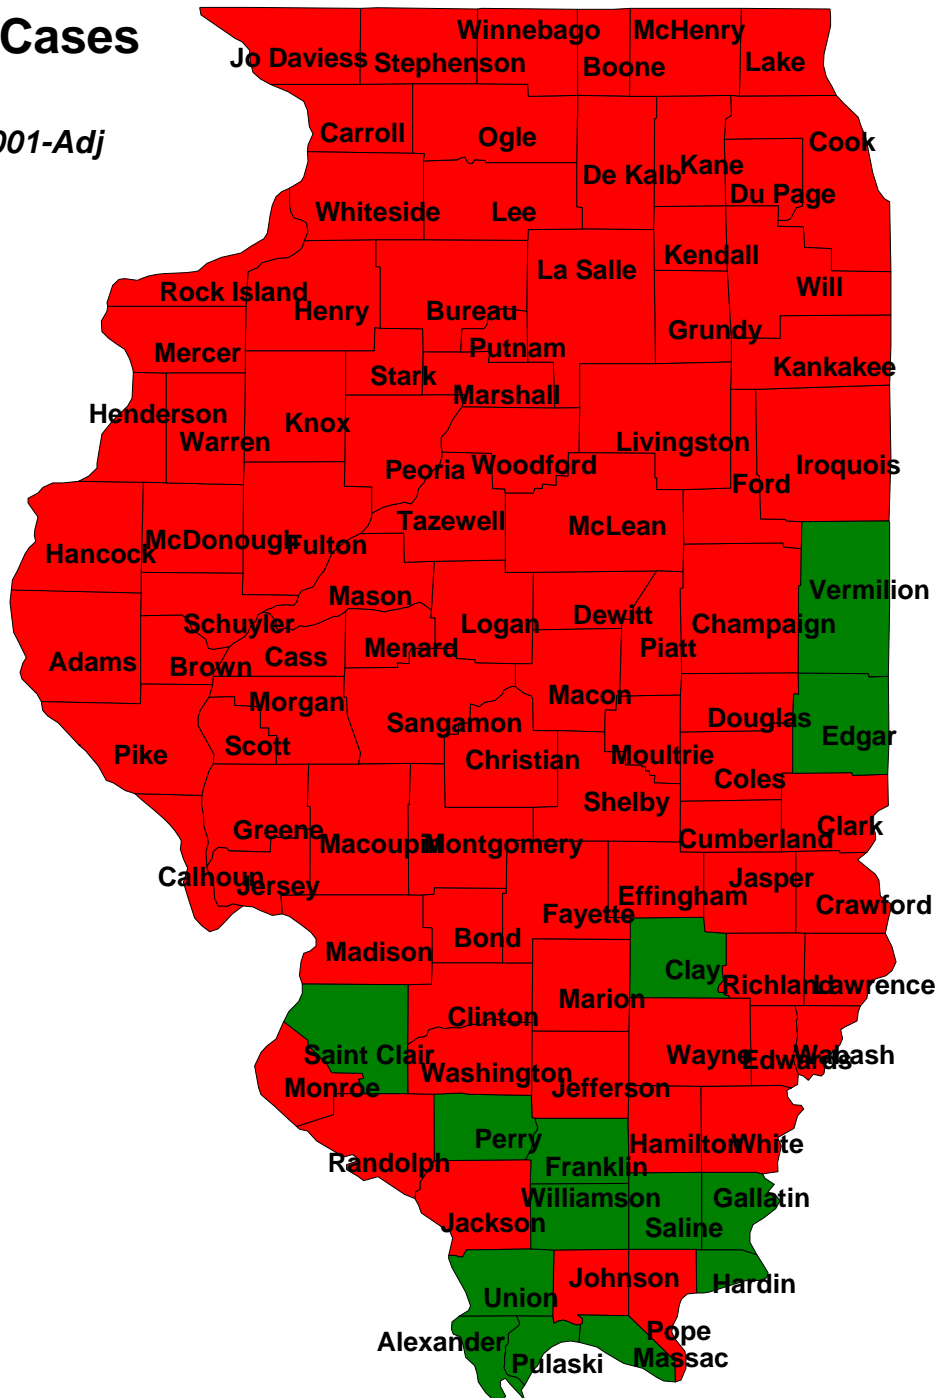 Cases
001-Adj
Winnebago McHenry
Jo Daviess Stephenson Boone Lake
Carroll Ogle Cook
De Kalb Kane
Du Page
Whiteside Lee
Kendall
La Salle
Rock Island Will
Henry Bureau
Grundy
Mercer Putnam
Kankakee
Stark
Marshall
Henderson
Knox
Warren Livingston
Peoria Woodford Iroquois
Ford
Tazewell McLean
McDonough Fulton
Hancock
Vermilion
Mason
Dewitt
Schuyler Logan Champaign
Menard Piatt
Adams Brown Cass
Macon
Morgan
Sangamon Douglas
Edgar
Scott
Pike Christian Moultrie
Coles
Shelby
Greene Clark
Macoupin Montgomery Cumberland
Calhoun Jersey Jasper
Effingham
Fayette Crawford
Bond
Madison
Clay
Richland Lawrence
Marion
Clinton
Saint Clair Wayne Edwards Wabash
Washington
Monroe Jefferson
Perry Hamilton White
Randolph Franklin
Williamson Gallatin
Jackson Saline
Johnson Hardin
Union
Pope
Alexander
Pulaski Massac